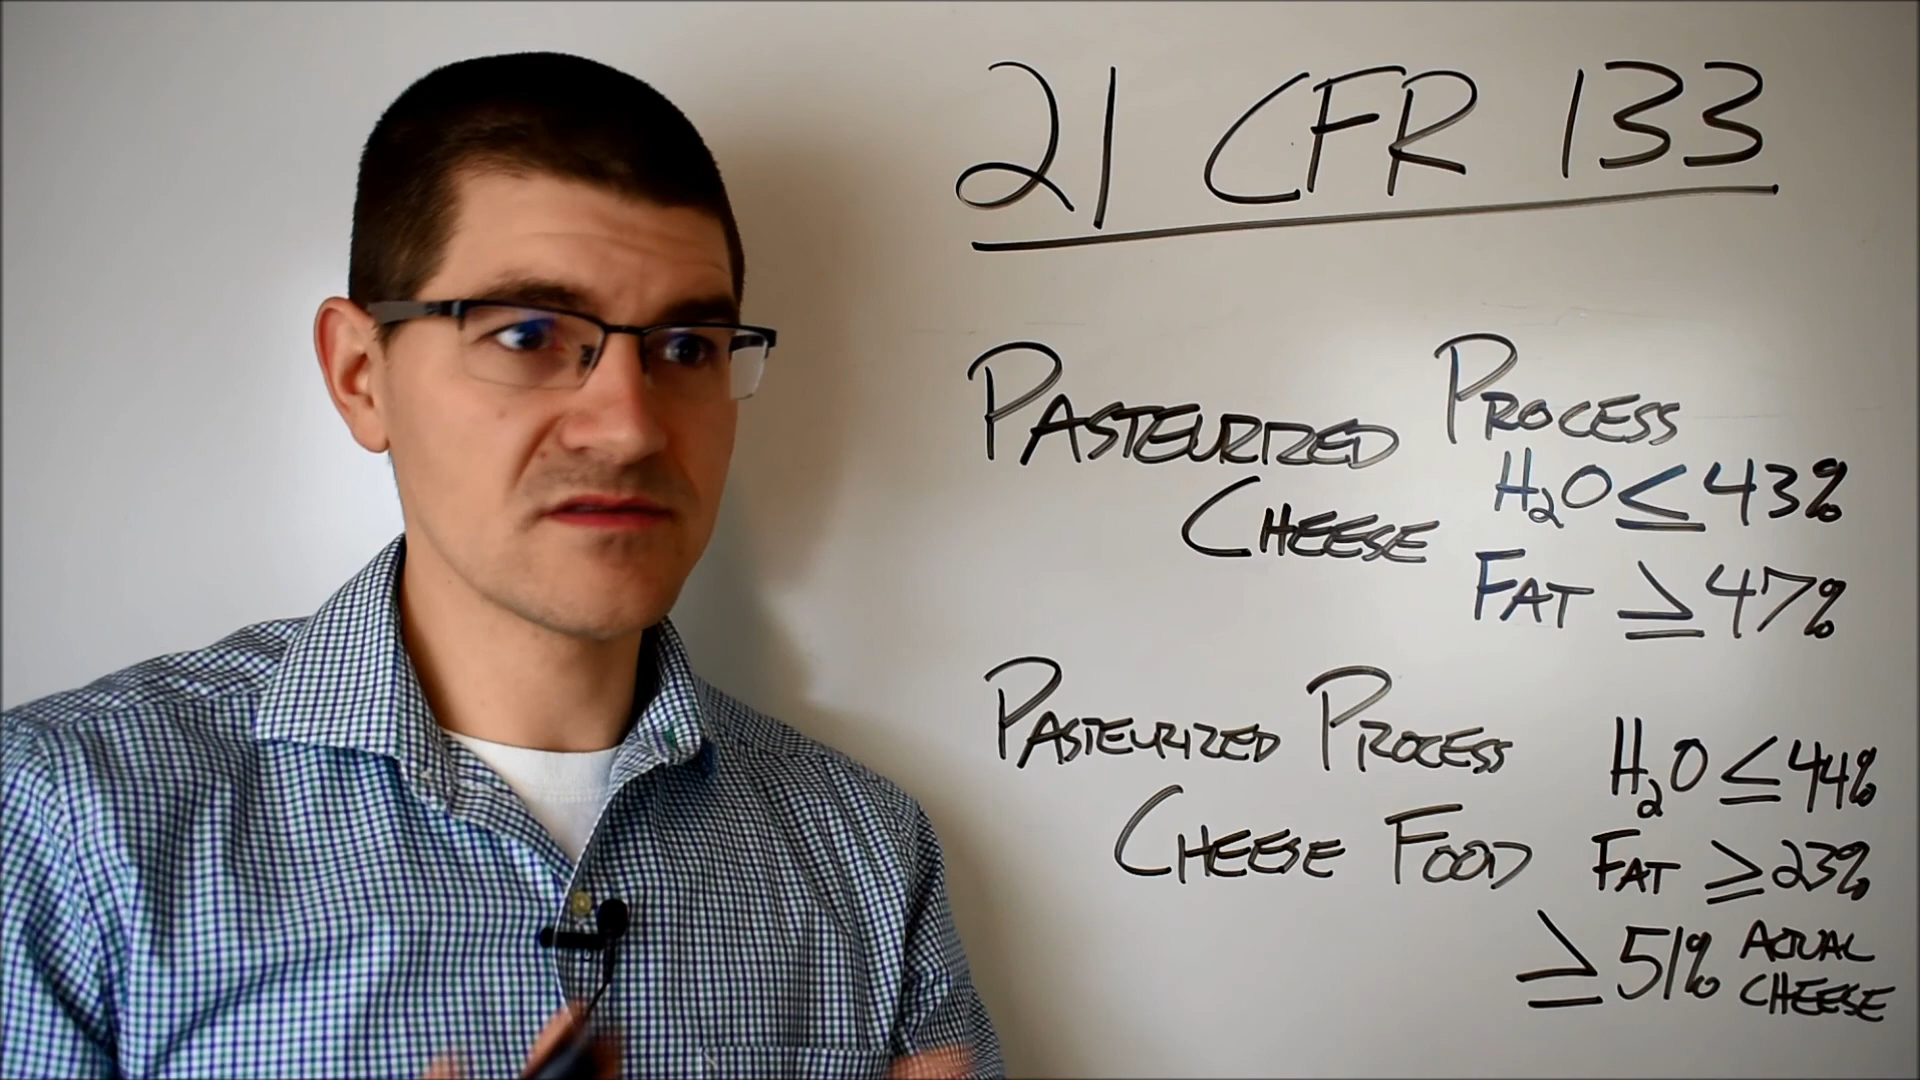 21 CFR 133
PASTEURIZED PROCESS
CHEESE
H₂O ≤ 43%
FAT ≥ 47%
PASTEURIZED PROCESS
CHEESE FOOD
H₂O ≤ 44%
FAT ≥ 23%
≥ 51% ACTUAL
CHEESE